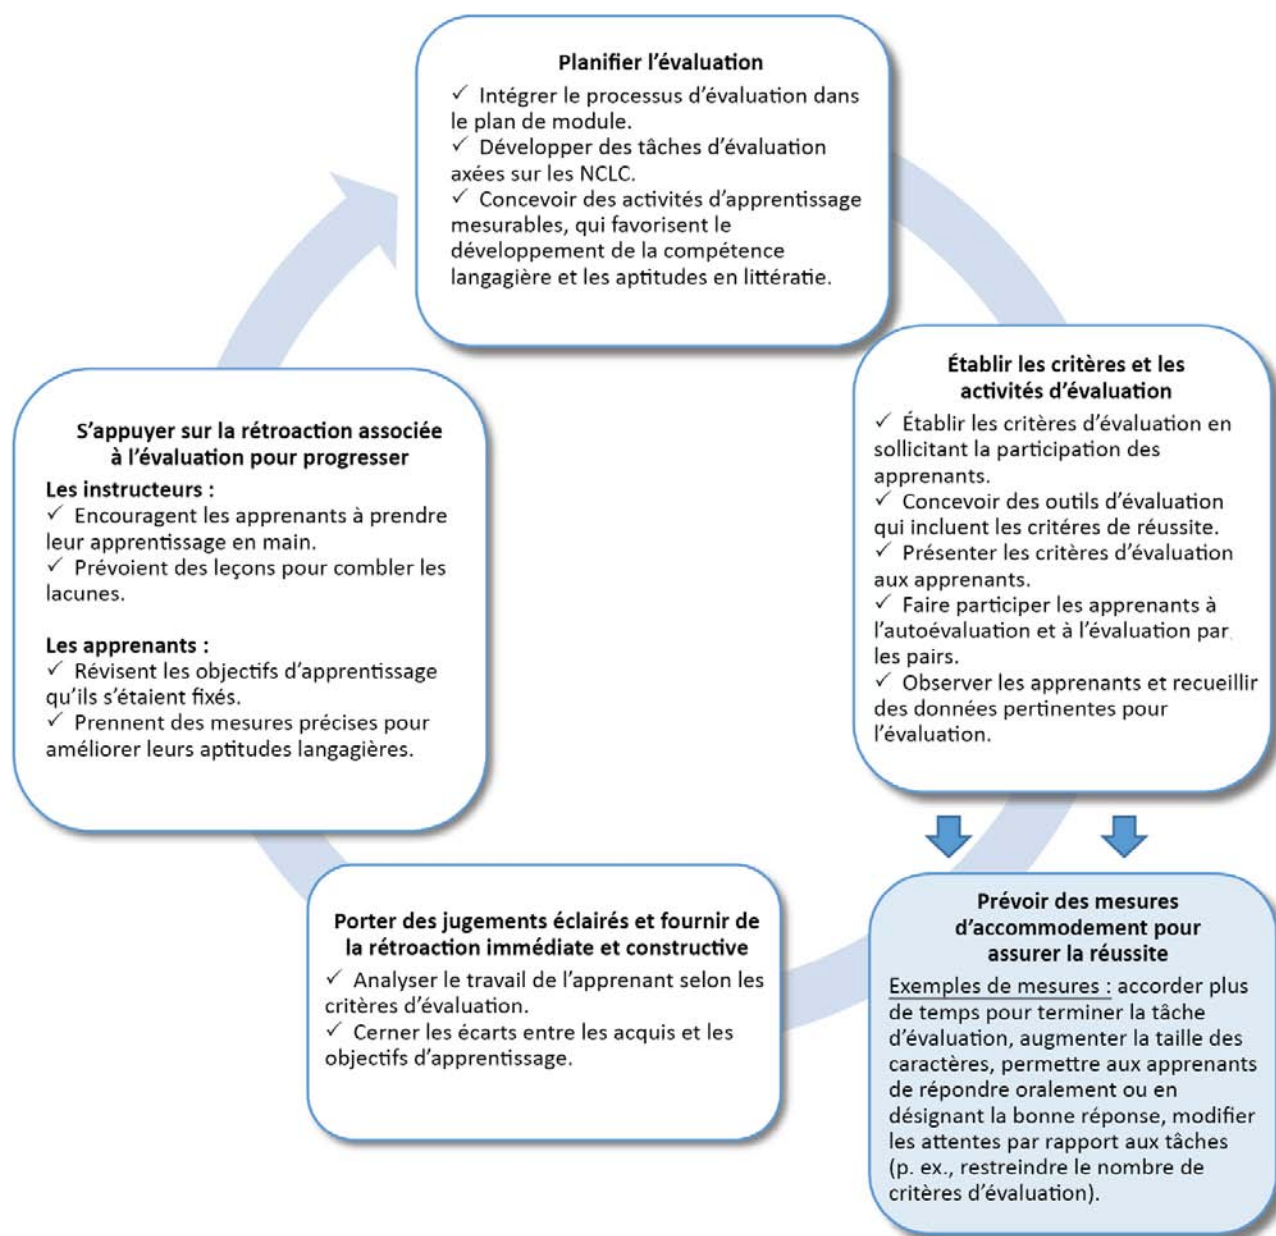 Planifier l'évaluation
✓ Intégrer le processus d'évaluation dans
le plan de module.
✓ Développer des tâches d'évaluation
axées sur les NCLC.
✓ Concevoir des activités d'apprentissage
mesurables, qui favorisent le
développement de la compétence
langagière et les aptitudes en littératie.
Établir les critères et les
activités d'évaluation
✓ Établir les critères d'évaluation en
sollicitant la participation des
apprenants.
✓ Concevoir des outils d'évaluation
qui incluent les critéres de réussite.
✓ Présenter les critères d'évaluation
aux apprenants.
✓ Faire participer les apprenants à
l'autoévaluation et à l'évaluation par
les pairs.
✓ Observer les apprenants et recueillir
des données pertinentes pour
l'évaluation.
Prévoir des mesures
d'accommodement pour
assurer la réussite
Exemples de mesures : accorder plus
de temps pour terminer la tâche
d'évaluation, augmenter la taille des
caractères, permettre aux apprenants
de répondre oralement ou en
désignant la bonne réponse, modifier
les attentes par rapport aux tâches
(p. ex., restreindre le nombre de
critères d'évaluation).
Porter des jugements éclairés et fournir de
la rétroaction immédiate et constructive
✓ Analyser le travail de l'apprenant selon les
critères d'évaluation.
✓ Cerner les écarts entre les acquis et les
objectifs d'apprentissage.
S'appuyer sur la rétroaction associée
à l'évaluation pour progresser
Les instructeurs :
✓ Encouragent les apprenants à prendre
leur apprentissage en main.
✓ Prévoient des leçons pour combler les
lacunes.
Les apprenants :
✓ Révisent les objectifs d'apprentissage
qu'ils s'étaient fixés.
✓ Prennent des mesures précises pour
améliorer leurs aptitudes langagières.